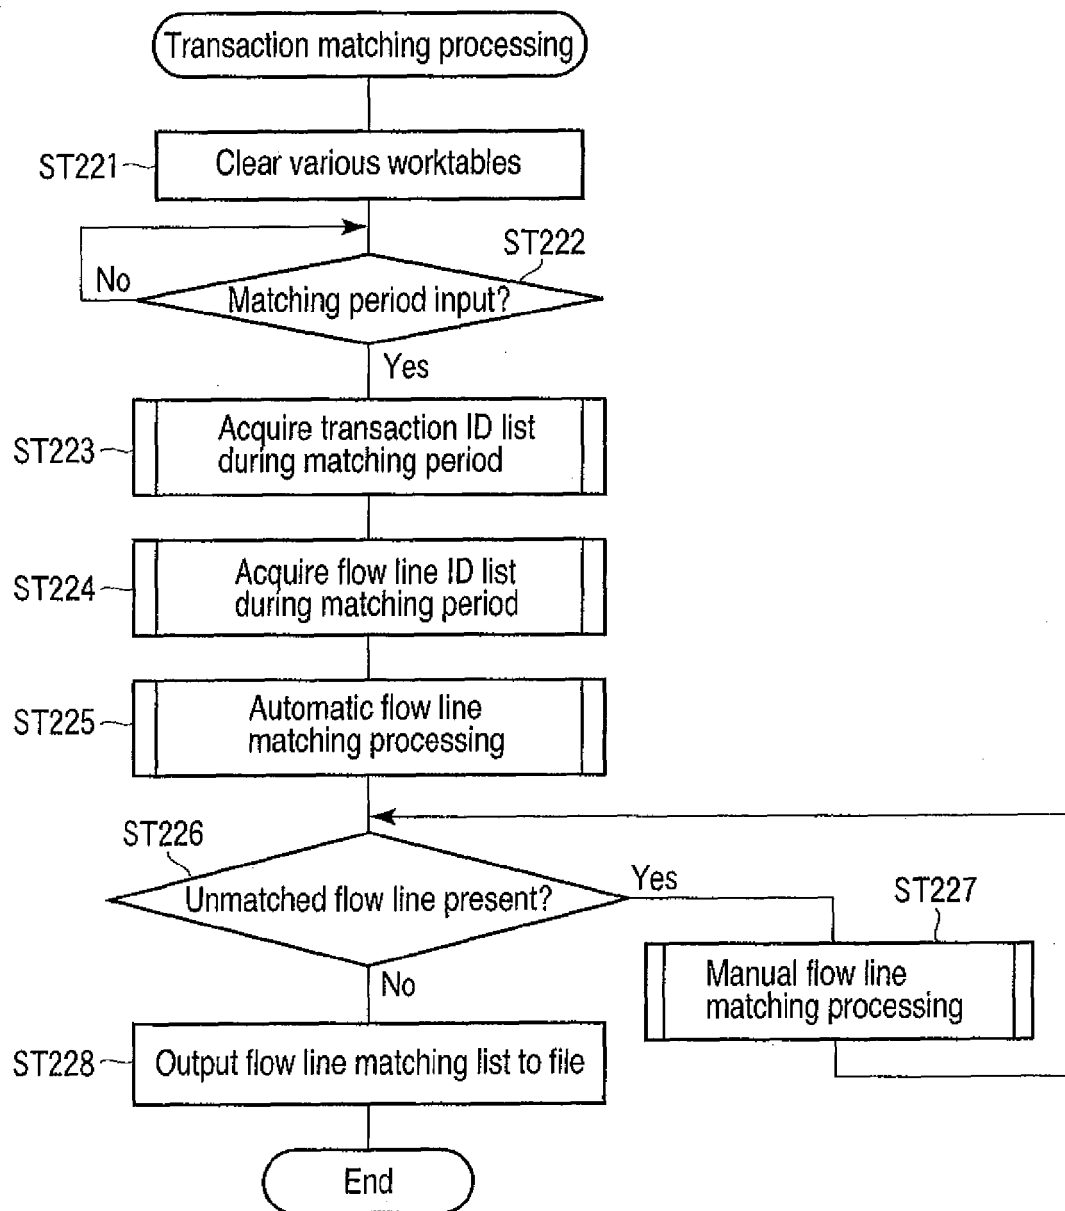 Transaction matching processing
ST221
Clear various worktables
ST222
No
Matching period input?
Yes
ST223
Acquire transaction ID list
during matching period
ST224
Acquire flow line ID list
during matching period
ST225
Automatic flow line
matching processing
ST226
Unmatched flow line present?
Yes
ST227
Manual flow line
matching processing
No
ST228
Output flow line matching list to file
End